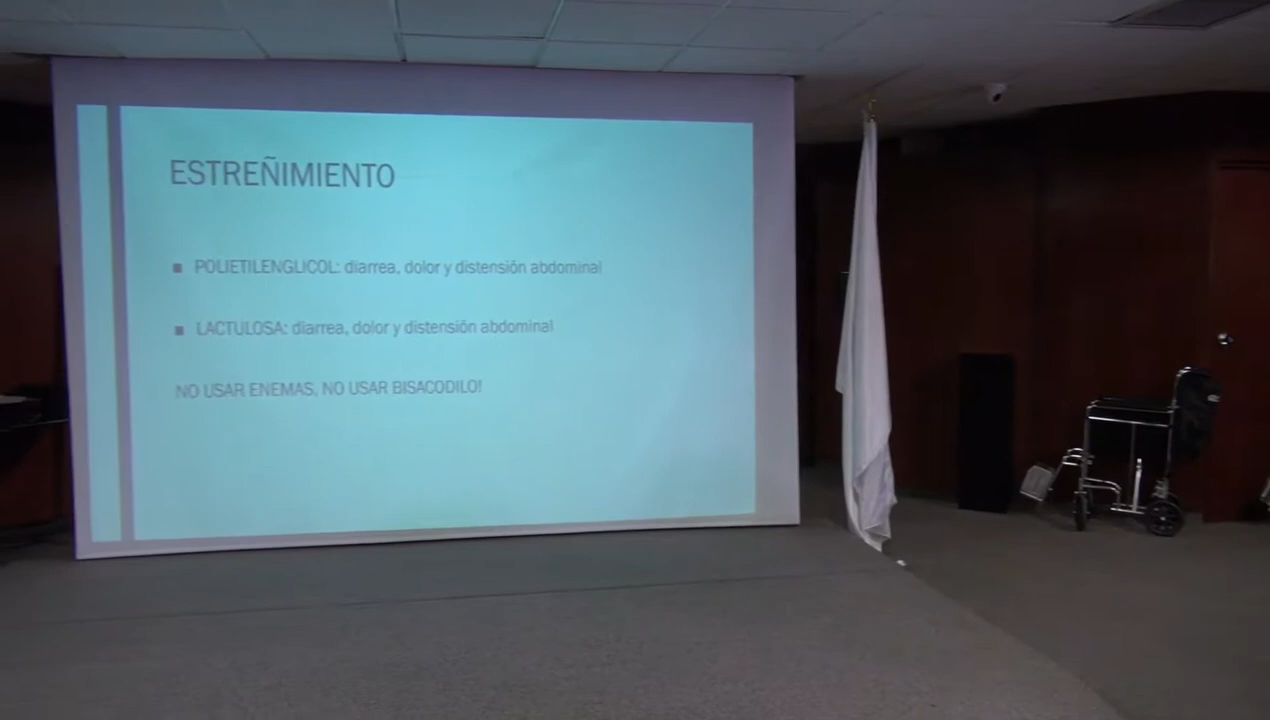 ESTREÑIMIENTO
POLIETILENGLICOL: diarrea, dolor y distensión abdominal
LACTULOSA: diarrea, dolor y distensión abdominal
NO USAR ENEMAS, NO USAR BISACODILO!